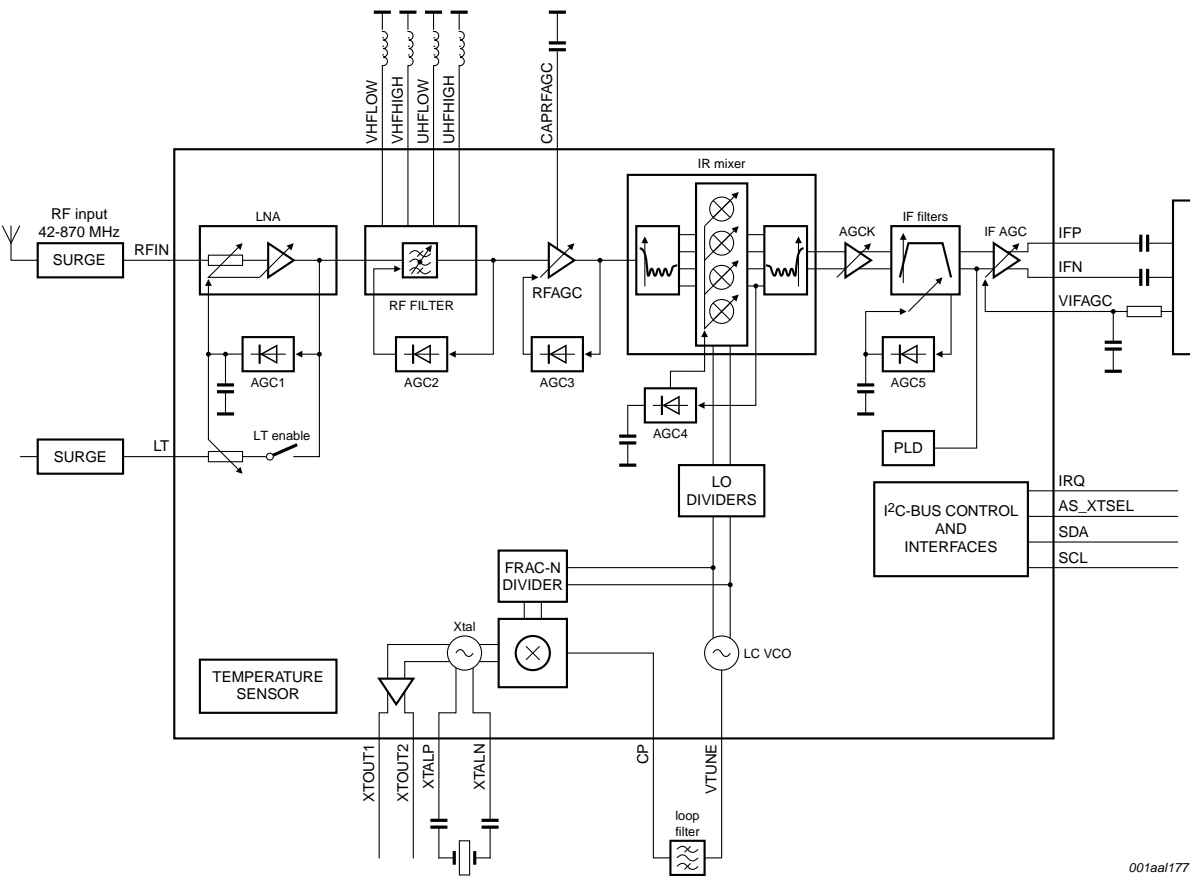 VHFLOW
VHFHIGH
UHFLOW
UHFHIGH
CAPRFAGC
IR mixer
RF input
42-870 MHz
LNA
AGCK
IF filters
IF AGC
IFP
SURGE
RFIN
IFN
RF FILTER
RFAGC
VIFAGC
AGC1
AGC2
AGC3
AGC4
AGC5
LT enable
SURGE
LT
PLD
LO
DIVIDERS
I2C-BUS CONTROL
AND
INTERFACES
IRQ
AS_XTSEL
SDA
SCL
FRAC-N
DIVIDER
Xtal
LC VCO
TEMPERATURE
SENSOR
XTOUT1
XTOUT2
XTALP
XTALN
CP
VTUNE
loop
filter
001aal177